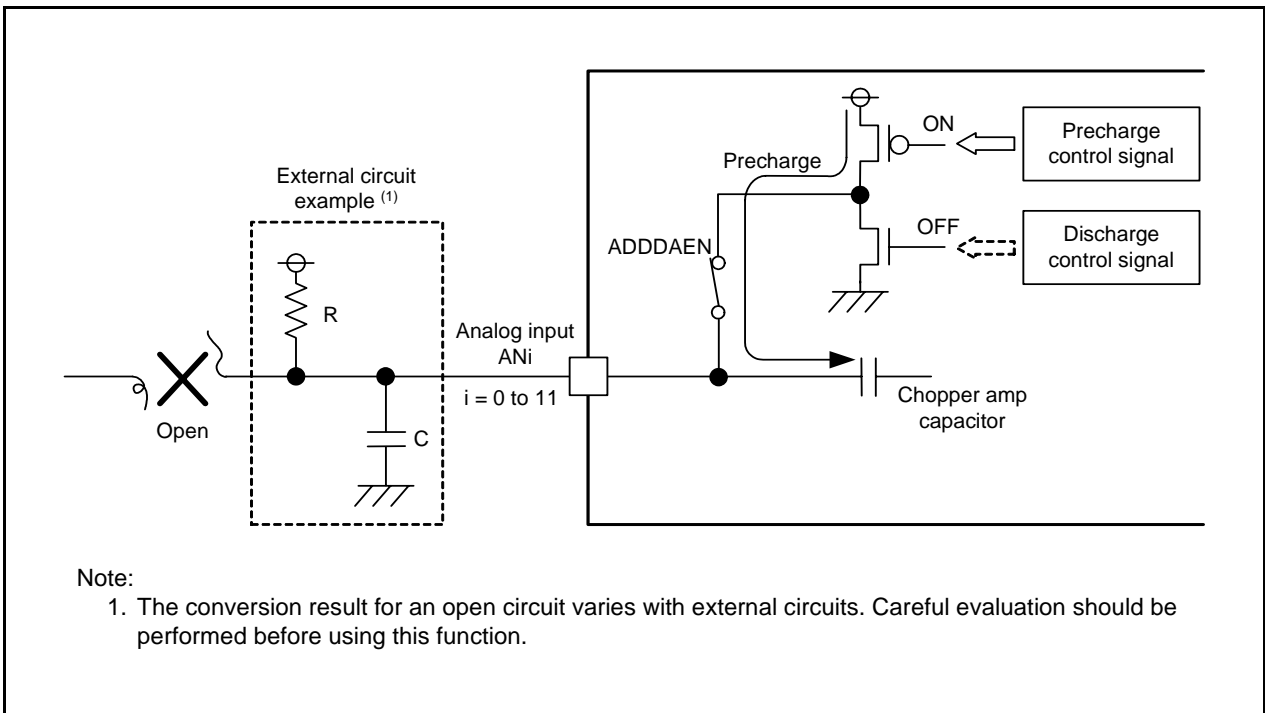 ON
Precharge
control signal
Precharge
External circuit
example (1)
OFF
Discharge
control signal
ADDDAEN
R
Analog input
ANi
i = 0 to 11
Chopper amp
capacitor
Open
C
Note:
1. The conversion result for an open circuit varies with external circuits. Careful evaluation should be
performed before using this function.